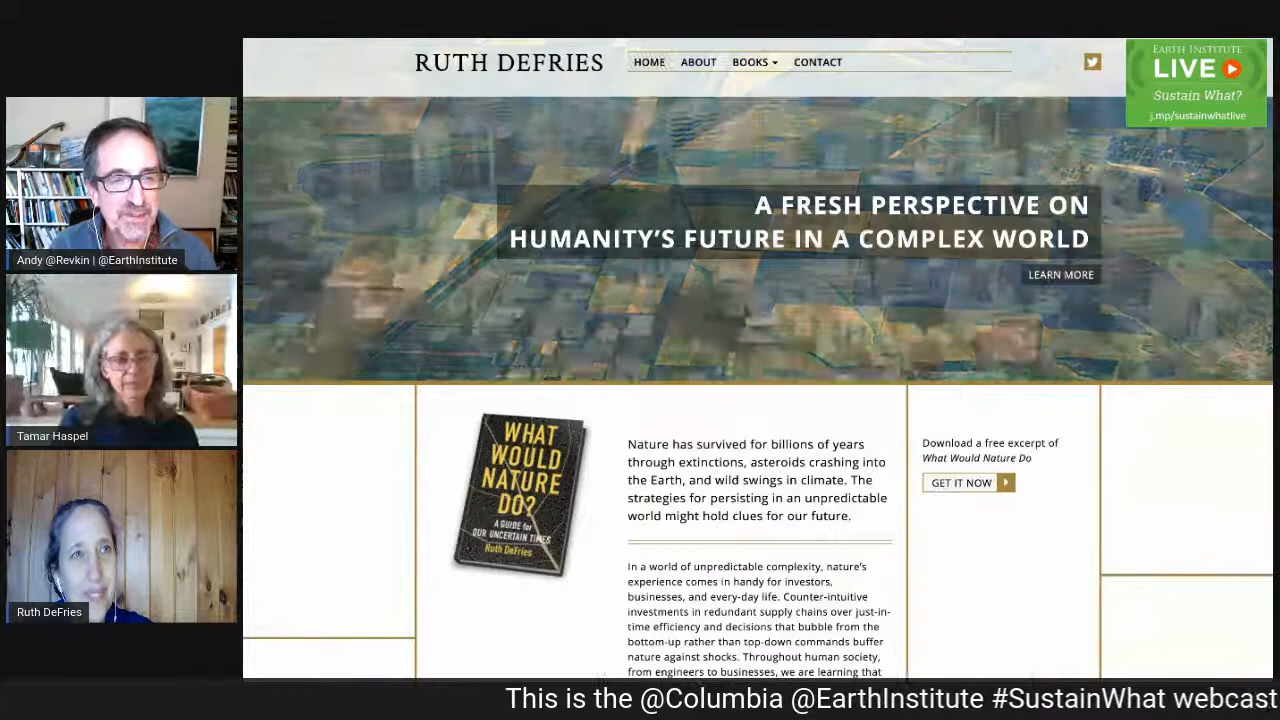 RUTH DEFRIES
HOME ABOUT BOOKS CONTACT
EARTH INSTITUTE
LIVE
Sustain What?
j.mp/sustainwhatlive
A FRESH PERSPECTIVE ON
HUMANITY’S FUTURE IN A COMPLEX WORLD
LEARN MORE
Andy @Revkin | @EarthInstitute
Tamar Haspel
Ruth DeFries
WHAT
WOULD
NATURE
DO?
A GUIDE for
OUR UNCERTAIN TIMES
Ruth DeFries
Nature has survived for billions of years
through extinctions, asteroids crashing into
the Earth, and wild swings in climate. The
strategies for persisting in an unpredictable
world might hold clues for our future.
In a world of unpredictable complexity, nature's
experience comes in handy for investors,
businesses, and every-day life. Counter-intuitive
investments in redundant supply chains over just-in-
time efficiency and decisions that bubble from the
bottom-up rather than top-down commands buffer
nature against shocks. Throughout human society,
from engineers to businesses, we are learning that
Download a free excerpt of
What Would Nature Do
GET IT NOW
This is the @Columbia @EarthInstitute #SustainWhat webcast